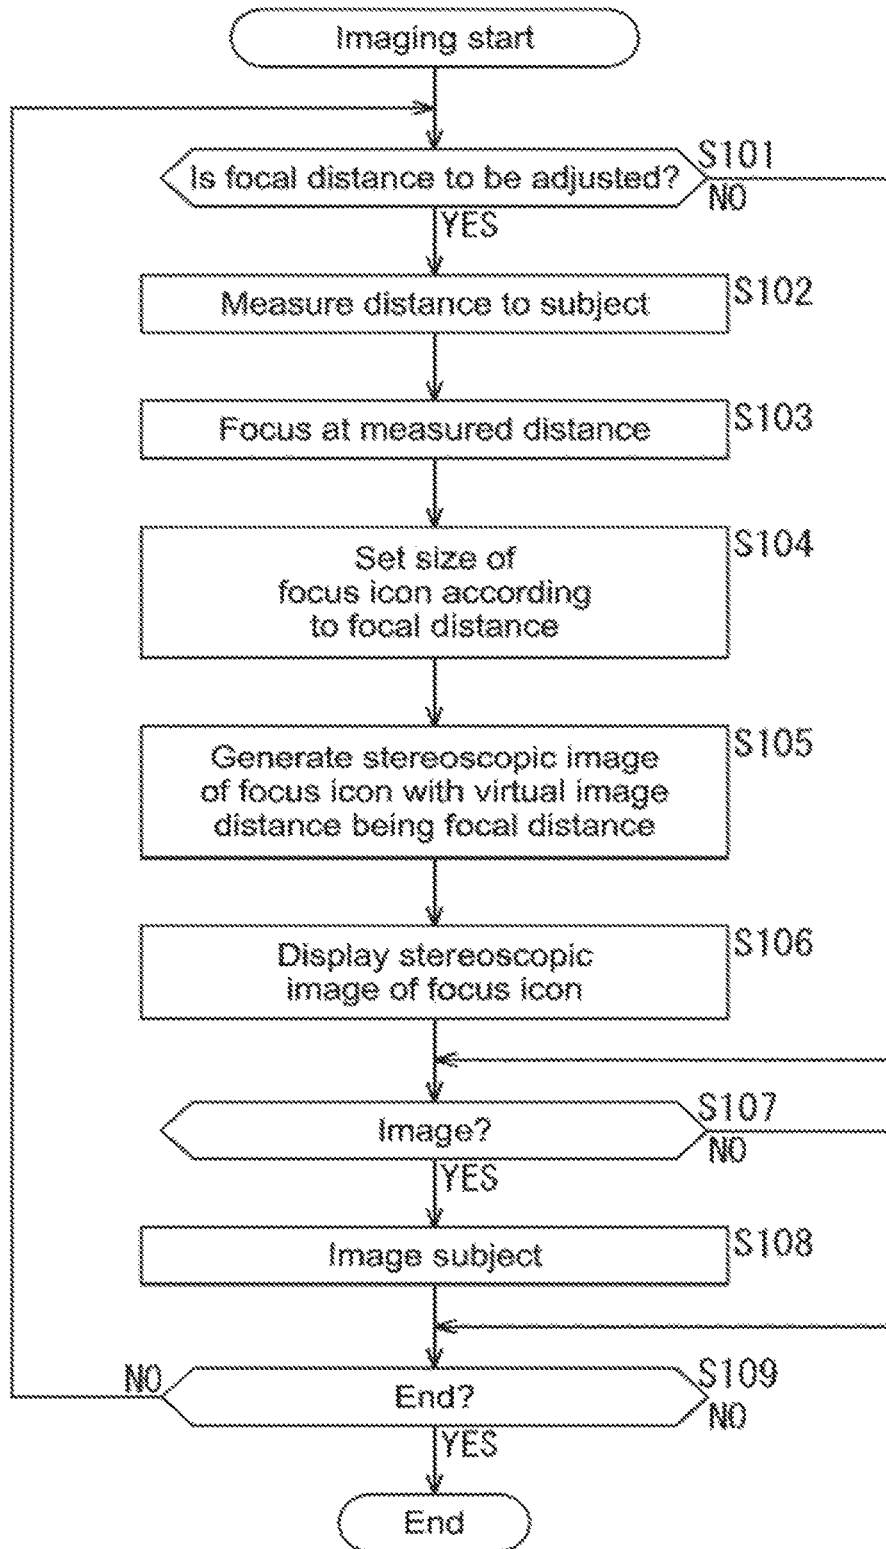 Imaging start
Is focal distance to be adjusted?
S101
NO
YES
Measure distance to subject
S102
Focus at measured distance
S103
Set size of
focus icon according
to focal distance
S104
Generate stereoscopic image
of focus icon with virtual image
distance being focal distance
S105
Display stereoscopic
image of focus icon
S106
Image?
S107
NO
YES
Image subject
S108
NO
End?
S109
NO
YES
End